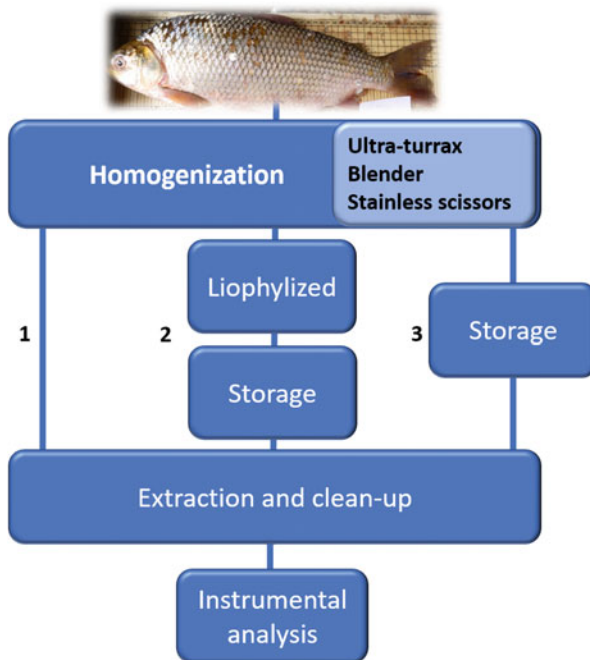 Homogenization
Ultra-turrax
Blender
Stainless scissors
1
2
3
Liophylized
Storage
Storage
Extraction and clean-up
Instrumental
analysis